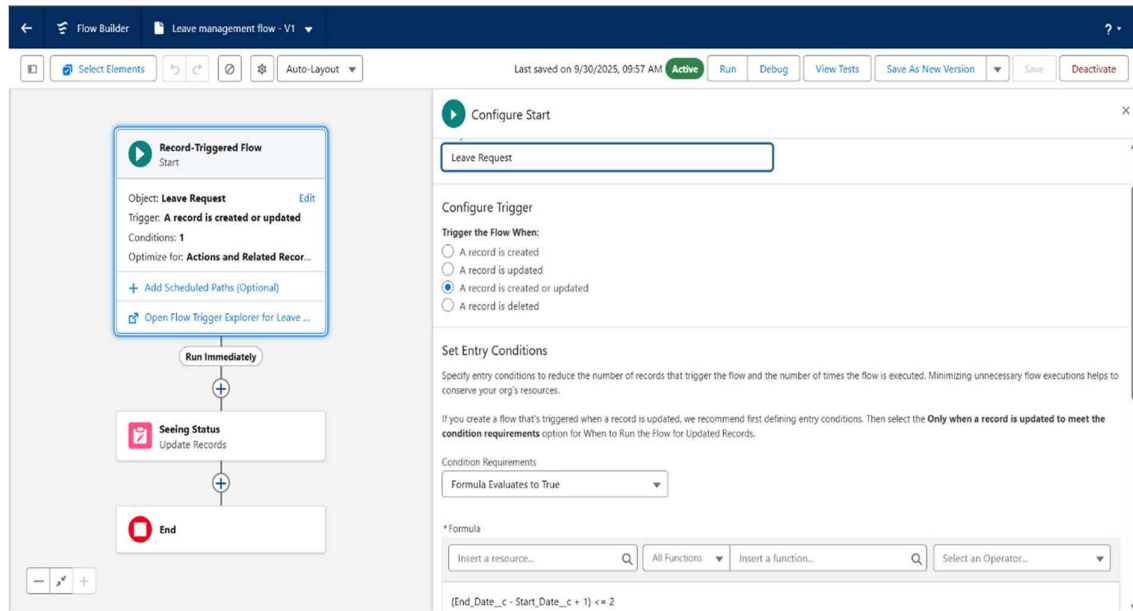 Flow Builder
Leave management flow - V1
?
Select Elements
Auto-Layout
Last saved on 9/30/2025, 09:57 AM
Active
Run
Debug
View Tests
Save As New Version
Save
Deactivate
Record-Triggered Flow
Start
Object: Leave Request
Edit
Trigger: A record is created or updated
Conditions: 1
Optimize for: Actions and Related Recor...
+ Add Scheduled Paths (Optional)
Open Flow Trigger Explorer for Leave ...
Run Immediately
Seeing Status
Update Records
End
Configure Start
Leave Request
Configure Trigger
Trigger the Flow When:
A record is created
A record is updated
A record is created or updated
A record is deleted
Set Entry Conditions
Specify entry conditions to reduce the number of records that trigger the flow and the number of times the flow is executed. Minimizing unnecessary flow executions helps to
conserve your org's resources.
If you create a flow that's triggered when a record is updated, we recommend first defining entry conditions. Then select the Only when a record is updated to meet the
condition requirements option for When to Run the Flow for Updated Records.
Condition Requirements
Formula Evaluates to True
* Formula
Insert a resource...
All Functions
Insert a function...
Select an Operator...
(End_Date__c - Start_Date__c + 1) <= 2